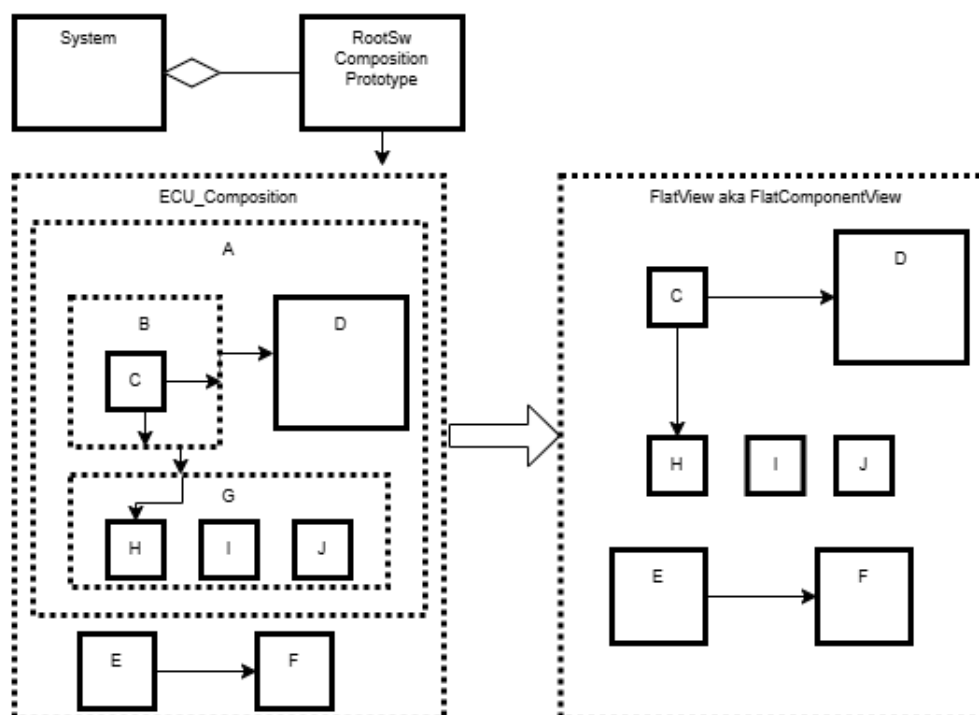 System
RootSw
Composition
Prototype
ECU_Composition
A
B
C
D
G
H
I
J
E
F
FlatView aka FlatComponentView
D
C
H
I
J
E
F